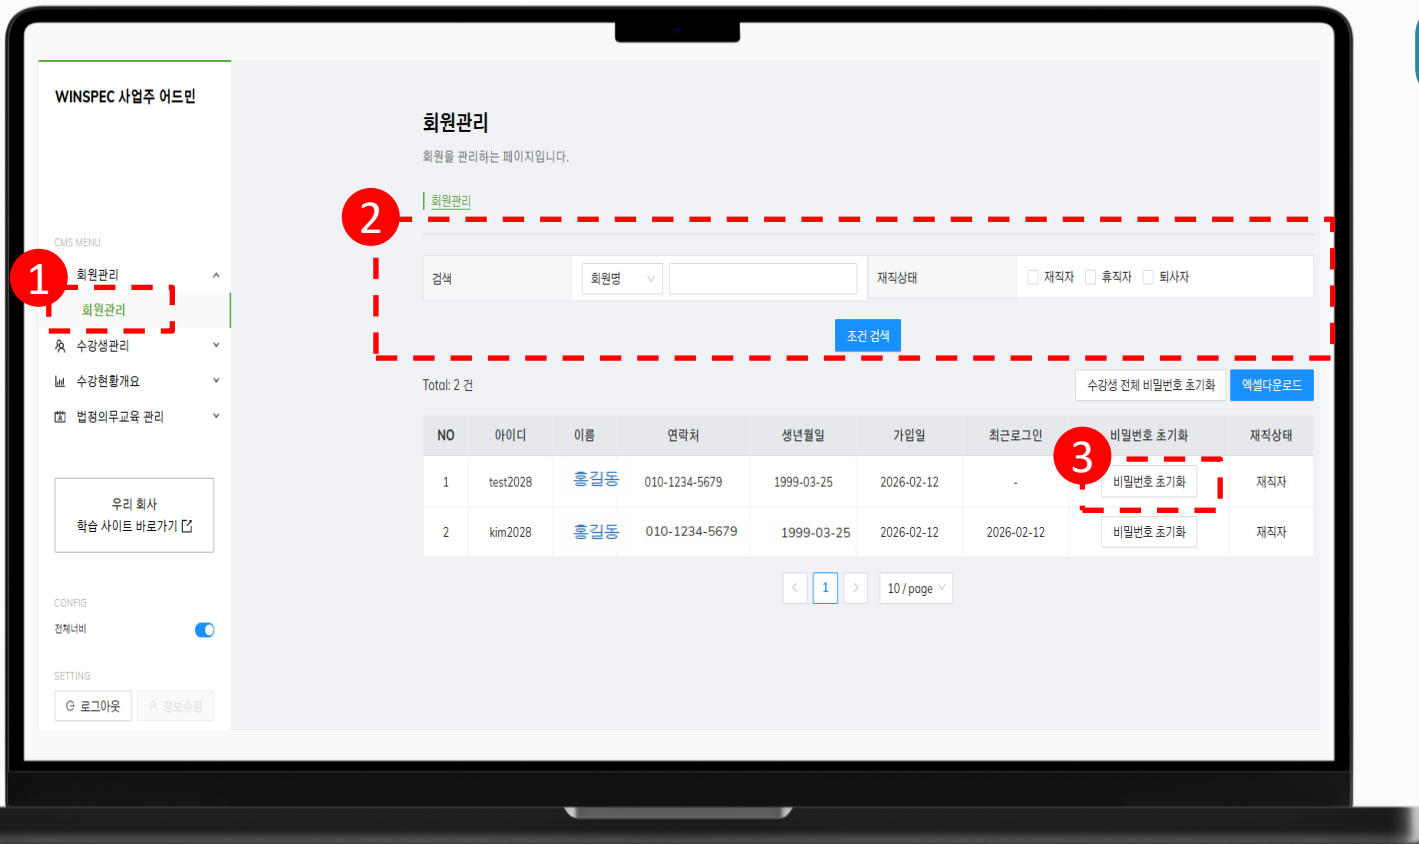 WINSPEC 사업주 어드민
CMS MENU
1
회원관리
회원관리
수강생관리
수강현황개요
법정의무교육 관리
우리 회사
학습 사이트 바로가기
CONFIG
전체너비
SETTING
로그아웃 정보수정
회원관리
회원을 관리하는 페이지입니다.
회원관리
2
검색 회원명 재직상태 재직자 휴직자 퇴사자
조건 검색
Total: 2 건 수강생 전체 비밀번호 초기화 엑셀다운로드
NO 아이디 이름 연락처 생년월일 가입일 최근로그인 비밀번호 초기화 재직상태
3
1 test2028 홍길동 010-1234-5679 1999-03-25 2026-02-12 - 비밀번호 초기화 재직자
2 kim2028 홍길동 010-1234-5679 1999-03-25 2026-02-12 2026-02-12 비밀번호 초기화 재직자
< 1 > 10 / page